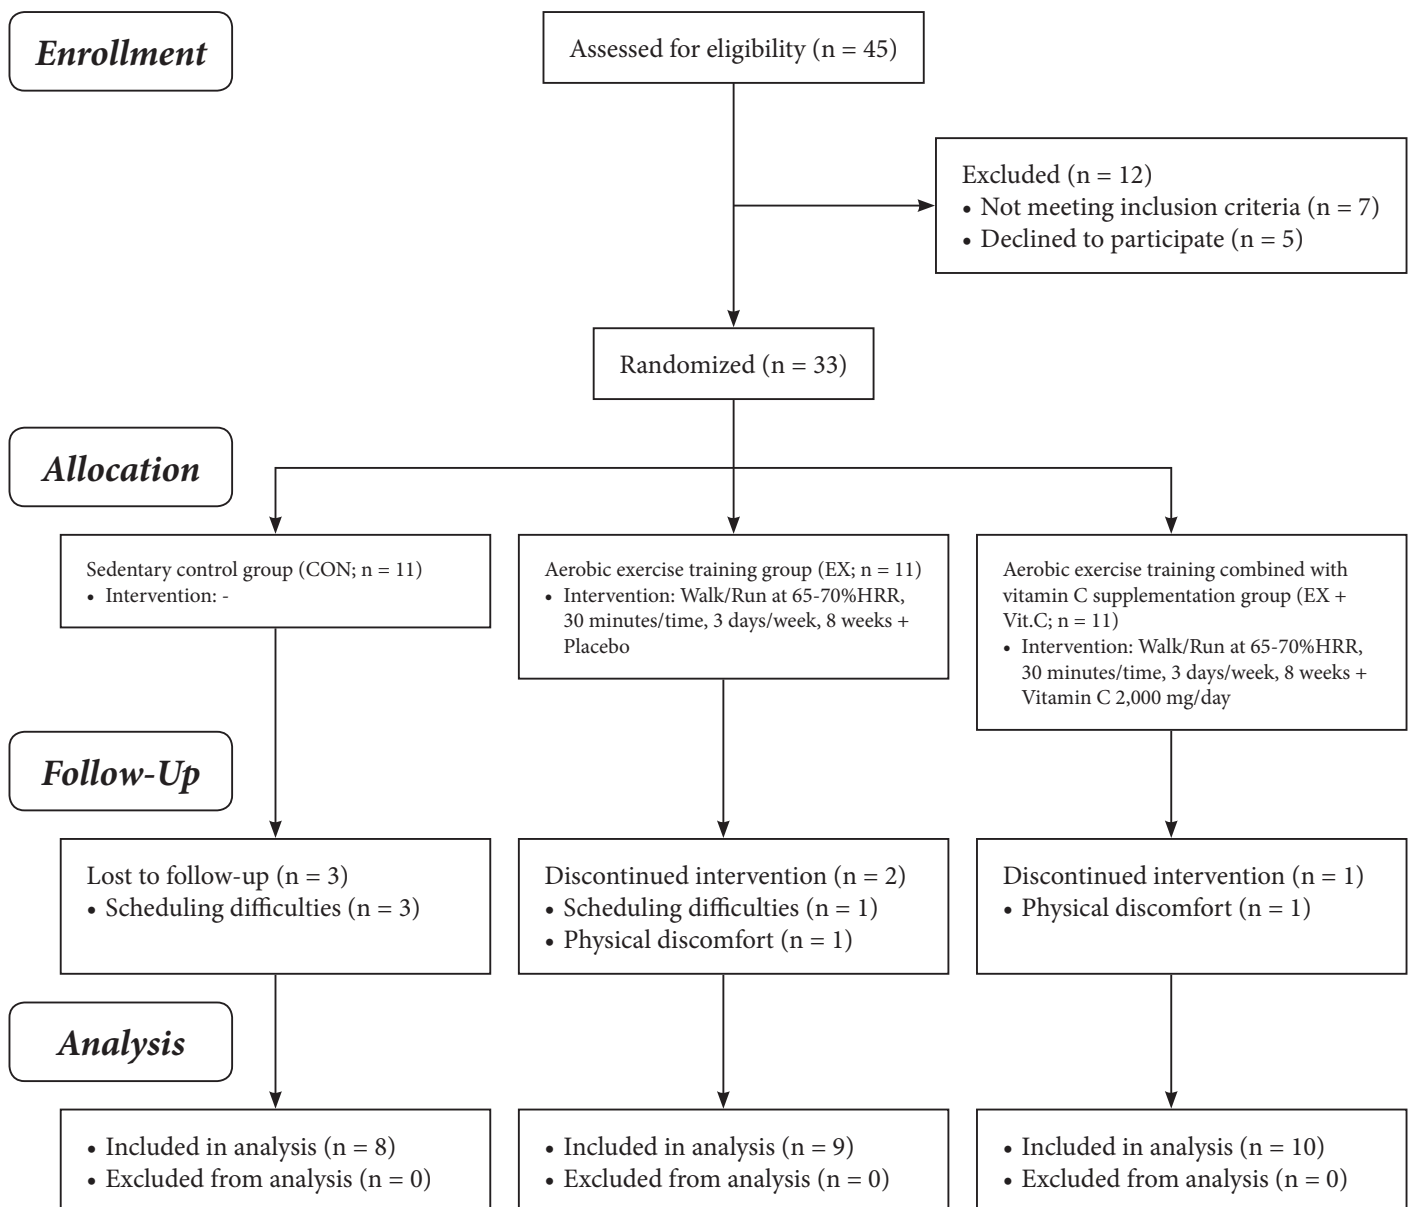 Enrollment
Assessed for eligibility (n = 45)
Excluded (n = 12)
• Not meeting inclusion criteria (n = 7)
• Declined to participate (n = 5)
Randomized (n = 33)
Allocation
Sedentary control group (CON; n = 11)
• Intervention: -
Aerobic exercise training group (EX; n = 11)
• Intervention: Walk/Run at 65-70%HRR,
30 minutes/time, 3 days/week, 8 weeks +
Placebo
Aerobic exercise training combined with
vitamin C supplementation group (EX +
Vit.C; n = 11)
• Intervention: Walk/Run at 65-70%HRR,
30 minutes/time, 3 days/week, 8 weeks +
Vitamin C 2,000 mg/day
Follow-Up
Lost to follow-up (n = 3)
• Scheduling difficulties (n = 3)
Discontinued intervention (n = 2)
• Scheduling difficulties (n = 1)
• Physical discomfort (n = 1)
Discontinued intervention (n = 1)
• Physical discomfort (n = 1)
Analysis
• Included in analysis (n = 8)
• Excluded from analysis (n = 0)
• Included in analysis (n = 9)
• Excluded from analysis (n = 0)
• Included in analysis (n = 10)
• Excluded from analysis (n = 0)